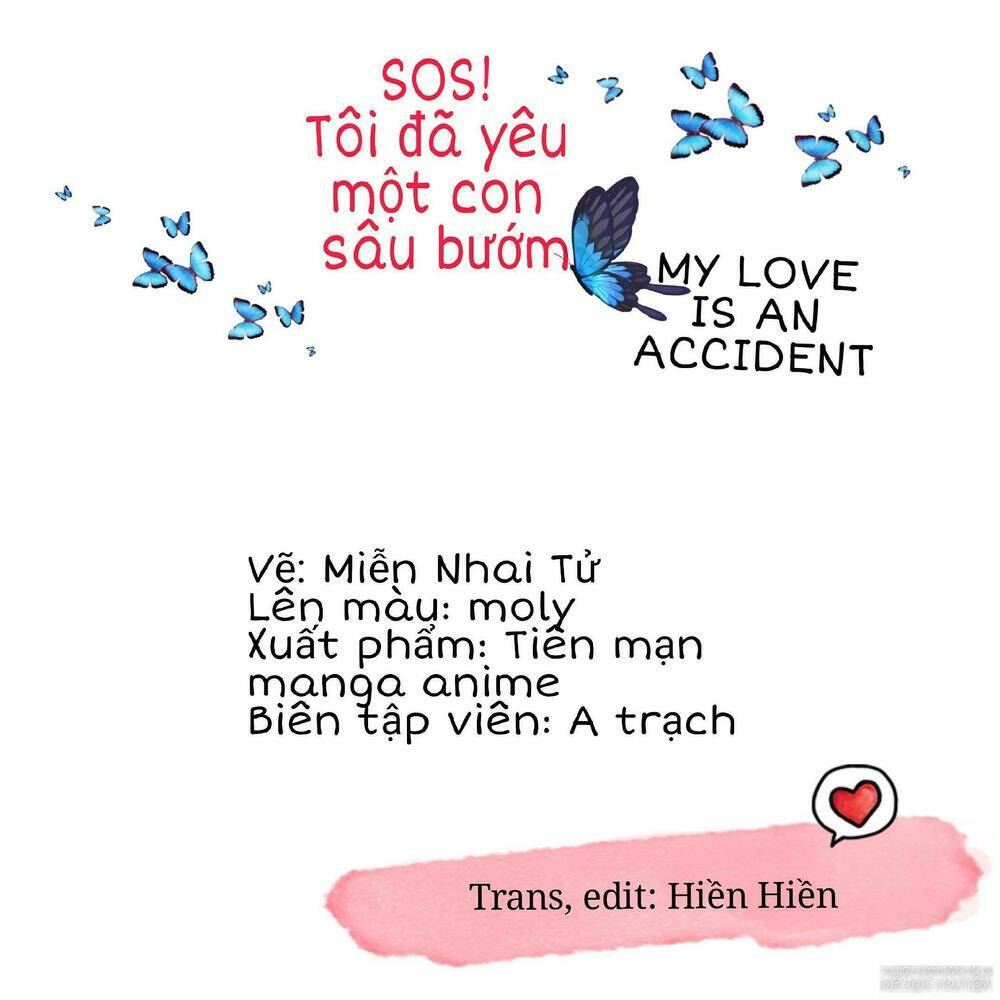 SOS!
Tôi đã yêu
một con
sâu bướm
MY LOVE
IS AN
ACCIDENT
Vẽ: Miễn Nhai Tử
Lên màu: moly
Xuất phẩm: Tiên mạn
manga anime
Biên tập viên: A trạch
Trans, edit: Hiền Hiền